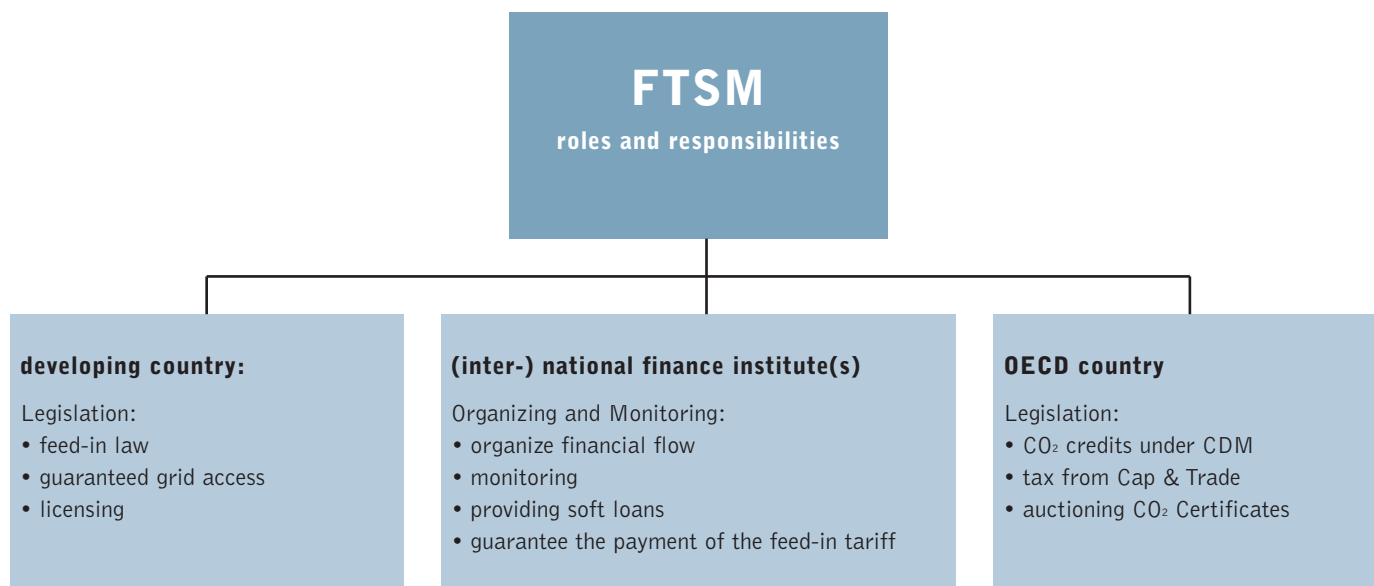 FTSM
roles and responsibilities
developing country:
Legislation:
• feed-in law
• guaranteed grid access
• licensing
(inter-) national finance institute(s)
Organizing and Monitoring:
• organize financial flow
• monitoring
• providing soft loans
• guarantee the payment of the feed-in tariff
OECD country
Legislation:
• CO₂ credits under CDM
• tax from Cap & Trade
• auctioning CO₂ Certificates